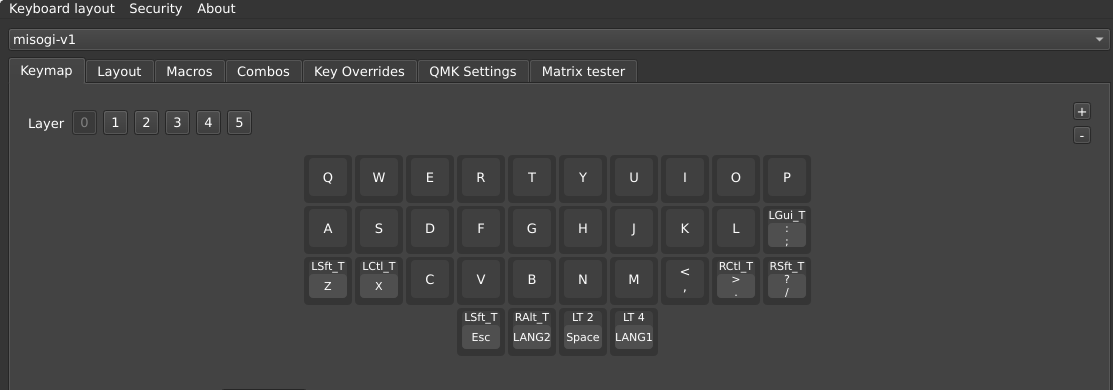 Keyboard layout Security About
misogi-v1
Keymap Layout Macros Combos Key Overrides QMK Settings Matrix tester
+
Layer 0 1 2 3 4 5
-
Q W E R T Y U I O P
LGui_T
A S D F G H J K L :
;
LSft_T LCtl_T < RCtl_T RSft_T
Z X C V B N M , > ?
. /
LSft_T RAlt_T LT 2 LT 4
Esc LANG2 Space LANG1